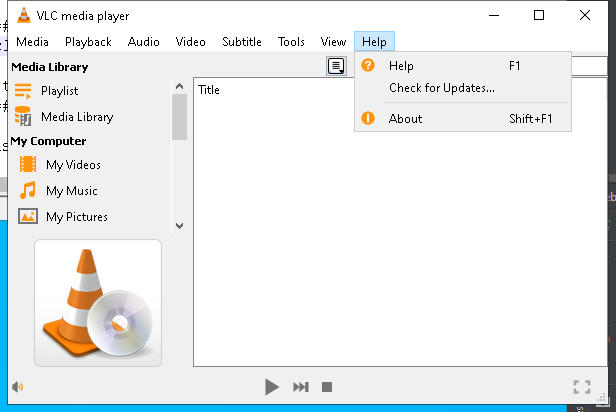 VLC media player
Media Playback Audio Video Subtitle Tools View Help
Media Library
Playlist
Media Library
My Computer
My Videos
My Music
My Pictures
Title
Help F1
Check for Updates...
About Shift+F1